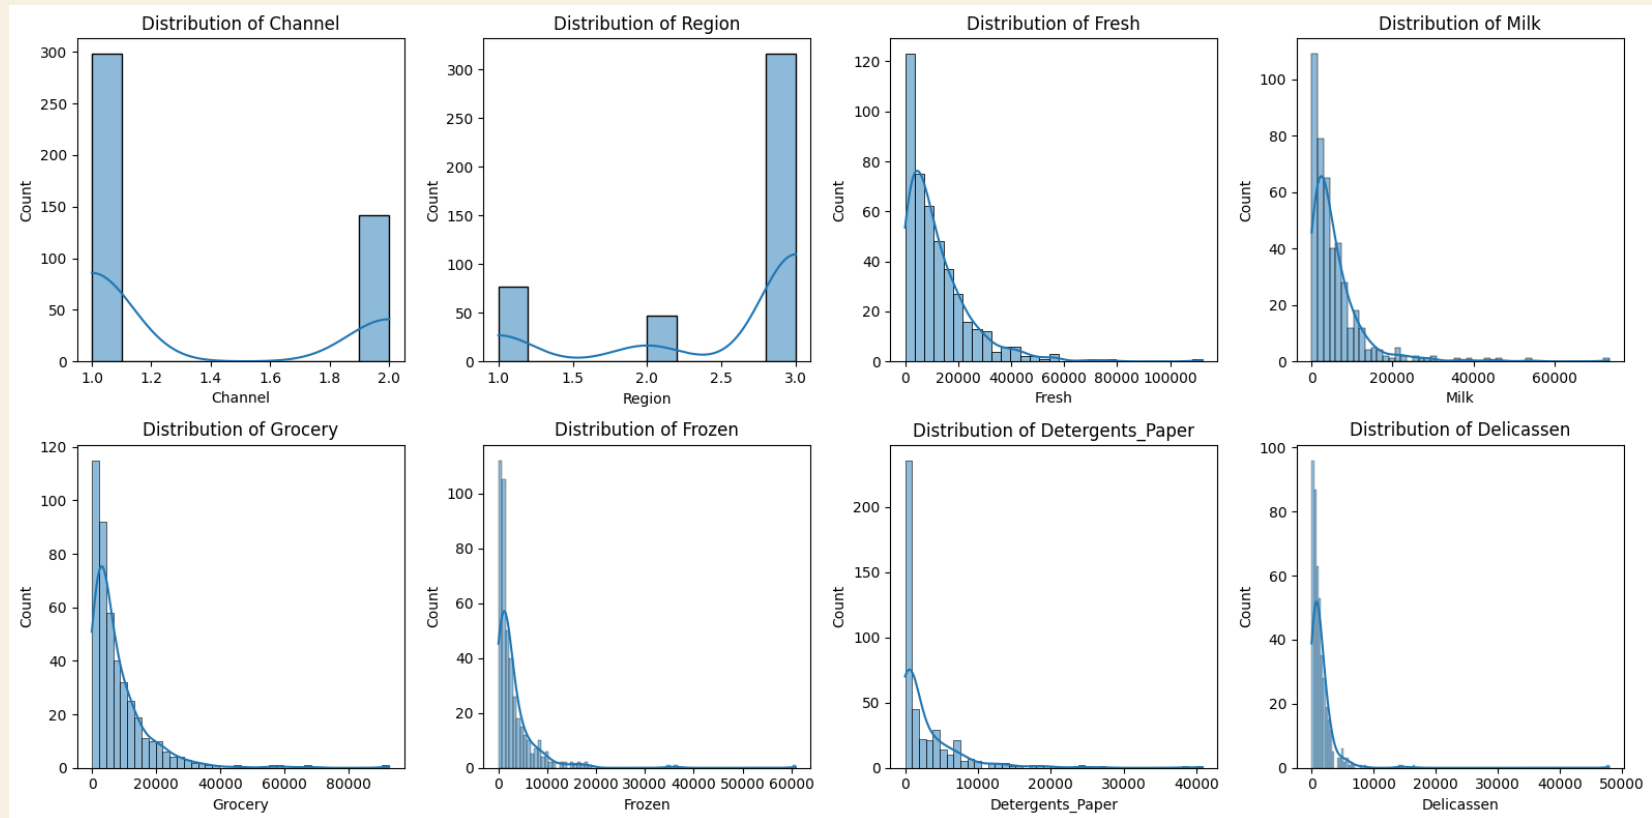 Distribution of Channel
300
250
200
150
100
50
0
Count
1.0 1.2 1.4 1.6 1.8 2.0
Channel
Distribution of Region
300
250
200
150
100
50
0
Count
1.0 1.5 2.0 2.5 3.0
Region
Distribution of Fresh
120
100
80
60
40
20
0
Count
0 20000 40000 60000 80000 100000
Fresh
Distribution of Milk
100
80
60
40
20
0
Count
0 20000 40000 60000
Milk
Distribution of Grocery
120
100
80
60
40
20
0
Count
0 20000 40000 60000 80000
Grocery
Distribution of Frozen
100
80
60
40
20
0
Count
0 10000 20000 30000 40000 50000 60000
Frozen
Distribution of Detergents_Paper
200
150
100
50
0
Count
0 10000 20000 30000 40000
Detergents_Paper
Distribution of Delicassen
100
80
60
40
20
0
Count
0 10000 20000 30000 40000 50000
Delicassen